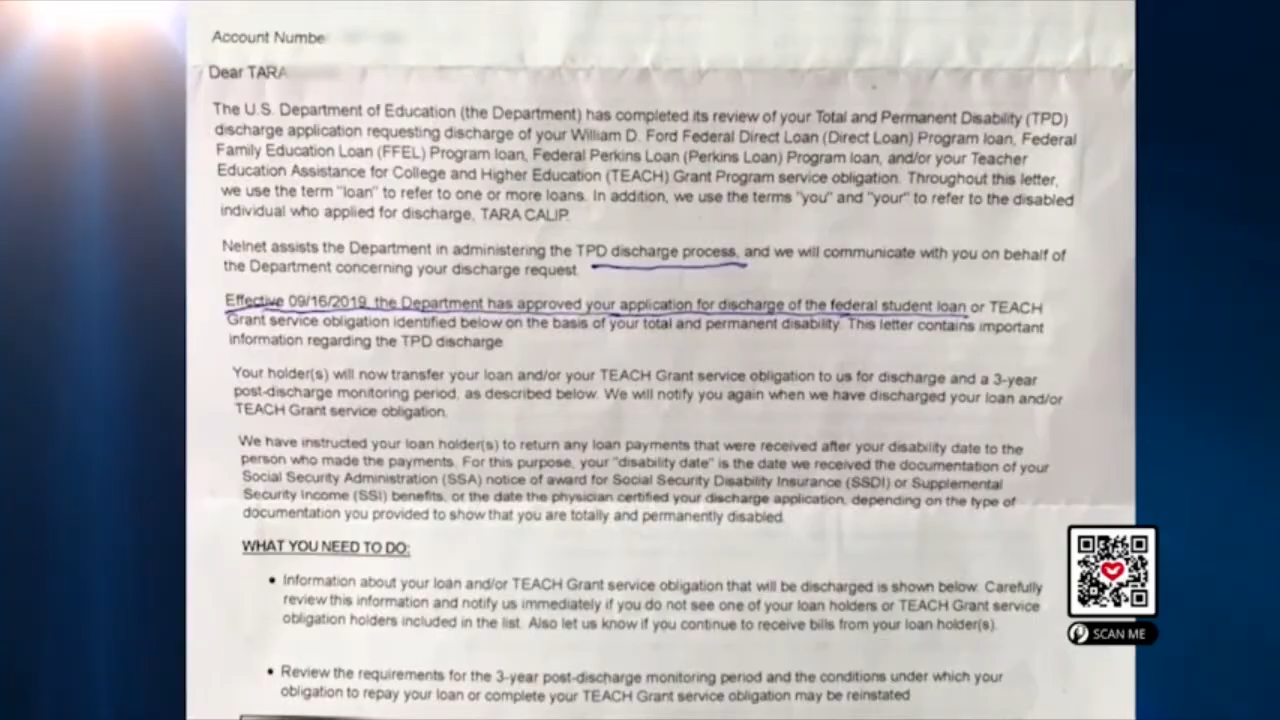 Account Numbe
Dear TARA
The U.S. Department of Education (the Department) has completed its review of your Total and Permanent Disability (TPD)
discharge application requesting discharge of your William D. Ford Federal Direct Loan (Direct Loan) Program loan, Federal
Family Education Loan (FFEL) Program loan, Federal Perkins Loan (Perkins Loan) Program loan, and/or your Teacher
Education Assistance for College and Higher Education (TEACH) Grant Program service obligation. Throughout this letter,
we use the term "loan" to refer to one or more loans. In addition, we use the terms "you" and "your" to refer to the disabled
individual who applied for discharge, TARA CALIP.
Nelnet assists the Department in administering the TPD discharge process, and we will communicate with you on behalf of
the Department concerning your discharge request.
Effective 09/16/2019, the Department has approved your application for discharge of the federal student loan or TEACH
Grant service obligation identified below on the basis of your total and permanent disability. This letter contains important
information regarding the TPD discharge
Your holder(s) will now transfer your loan and/or your TEACH Grant service obligation to us for discharge and a 3-year
post-discharge monitoring period, as described below. We will notify you again when we have discharged your loan and/or
TEACH Grant service obligation.
We have instructed your loan holder(s) to return any loan payments that were received after your disability date to the
person who made the payments. For this purpose, your "disability date" is the date we received the documentation of your
Social Security Administration (SSA) notice of award for Social Security Disability Insurance (SSDI) or Supplemental
Security Income (SSI) benefits, or the date the physician certified your discharge application, depending on the type of
documentation you provided to show that you are totally and permanently disabled.
WHAT YOU NEED TO DO:
• Information about your loan and/or TEACH Grant service obligation that will be discharged is shown below. Carefully
review this information and notify us immediately if you do not see one of your loan holders or TEACH Grant service
obligation holders included in the list. Also let us know if you continue to receive bills from your loan holder(s).
• Review the requirements for the 3-year post-discharge monitoring period and the conditions under which your
obligation to repay your loan or complete your TEACH Grant service obligation may be reinstated
SCAN ME